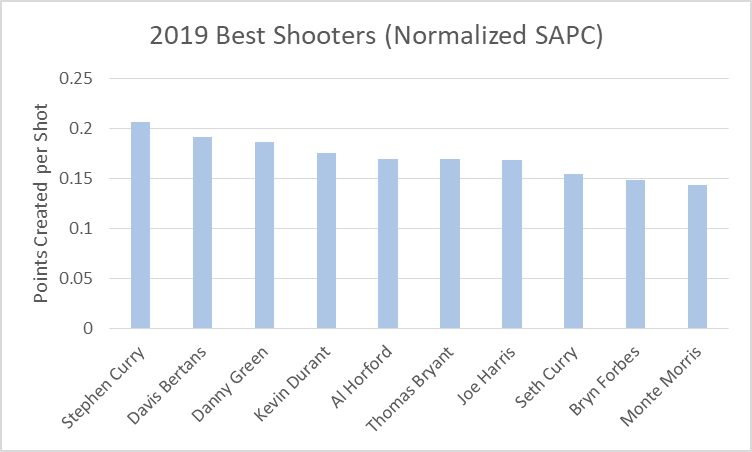 2019 Best Shooters (Normalized SAPC)
Points Created per Shot
0.25
0.2
0.15
0.1
0.05
0
Stephen Curry
Davis Bertans
Danny Green
Kevin Durant
Al Horford
Thomas Bryant
Joe Harris
Seth Curry
Bryn Forbes
Monte Morris